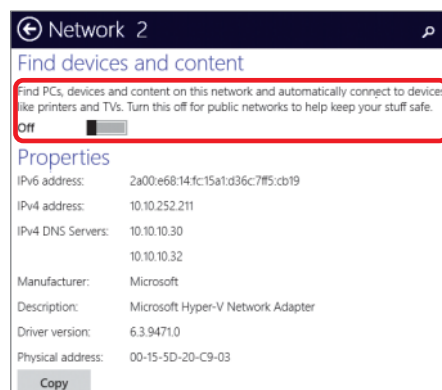 Network 2
Find devices and content
Find PCs, devices and content on this network and automatically connect to devices
like printers and TVs. Turn this off for public networks to help keep your stuff safe.
Off
Properties
IPv6 address: 2a00:e68:14:fc:15a1:d36c:7ff5:cb19
IPv4 address: 10.10.252.211
IPv4 DNS Servers: 10.10.10.30
10.10.10.32
Manufacturer: Microsoft
Description: Microsoft Hyper-V Network Adapter
Driver version: 6.3.9471.0
Physical address: 00-15-5D-20-C9-03
Copy